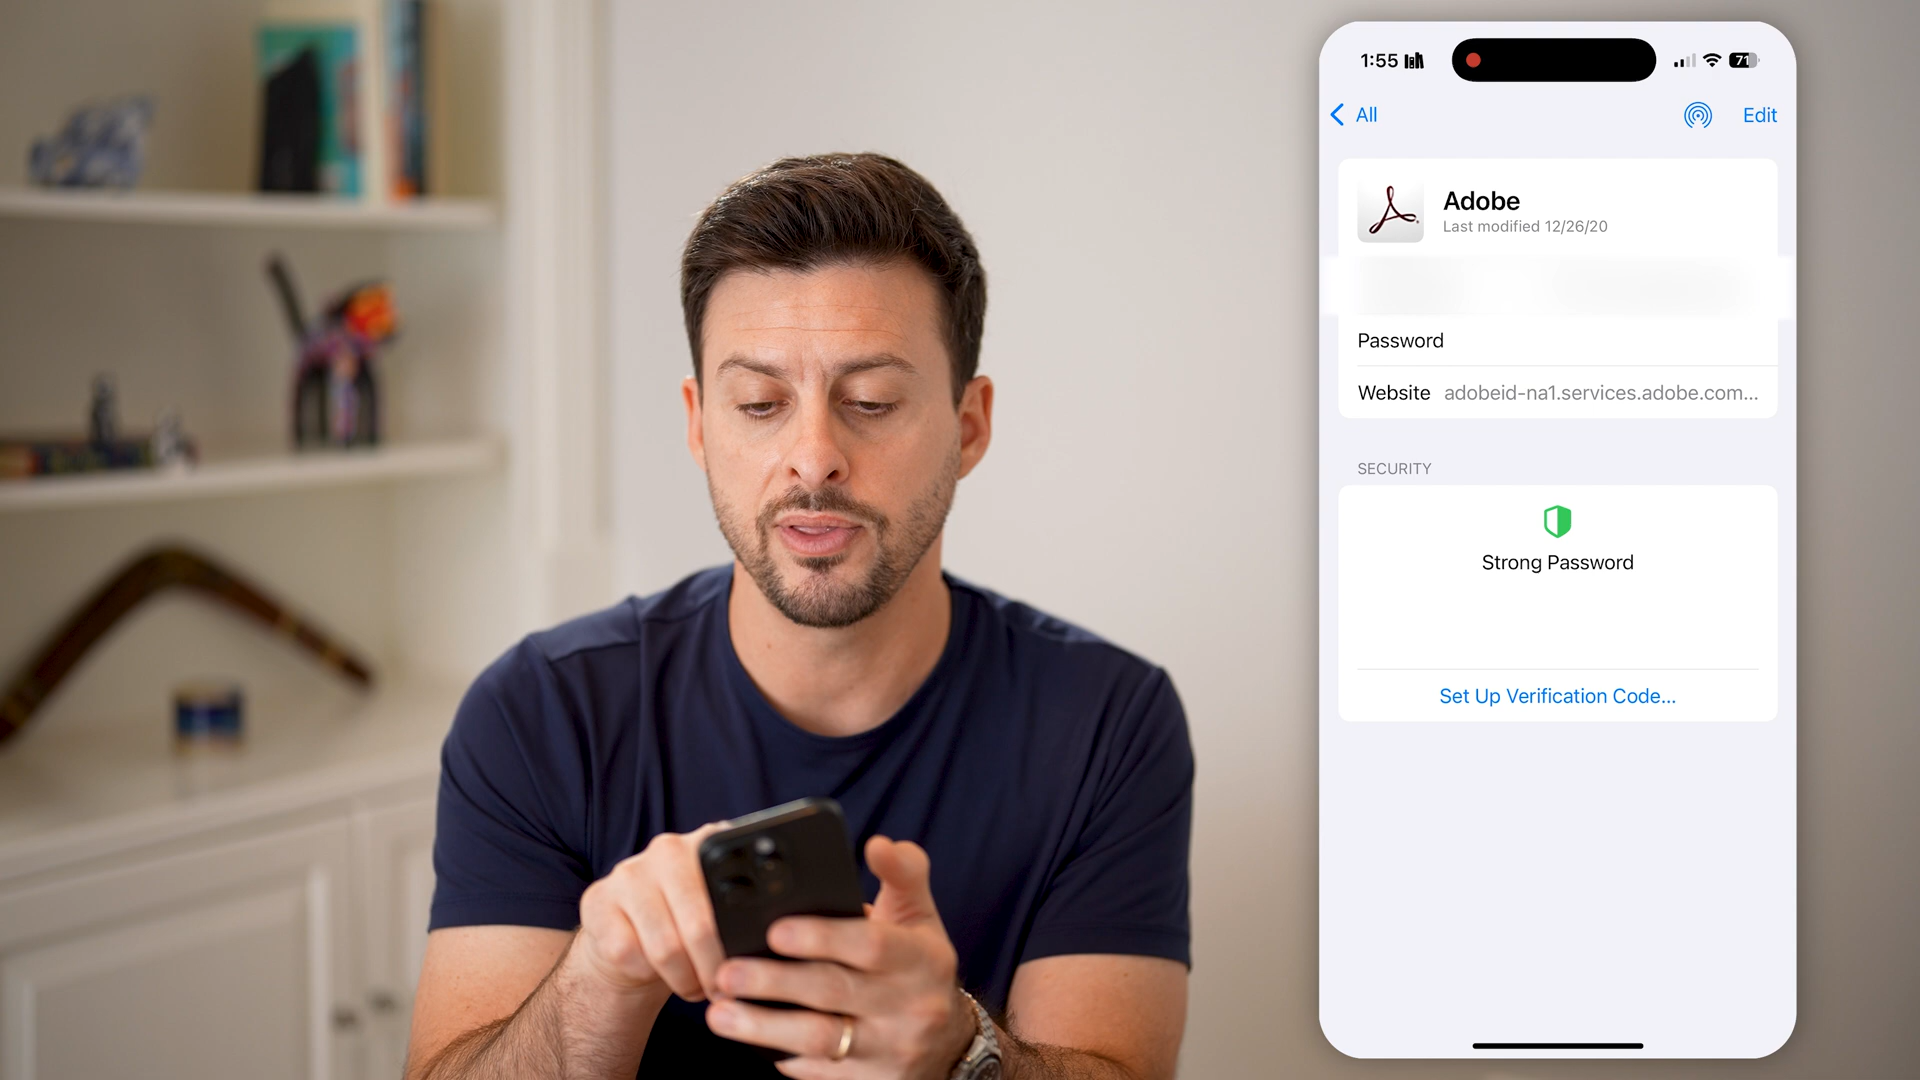 1:55
71
All
Edit
Adobe
Last modified 12/26/20
Password
Website adobeid-na1.services.adobe.com...
SECURITY
Strong Password
Set Up Verification Code...